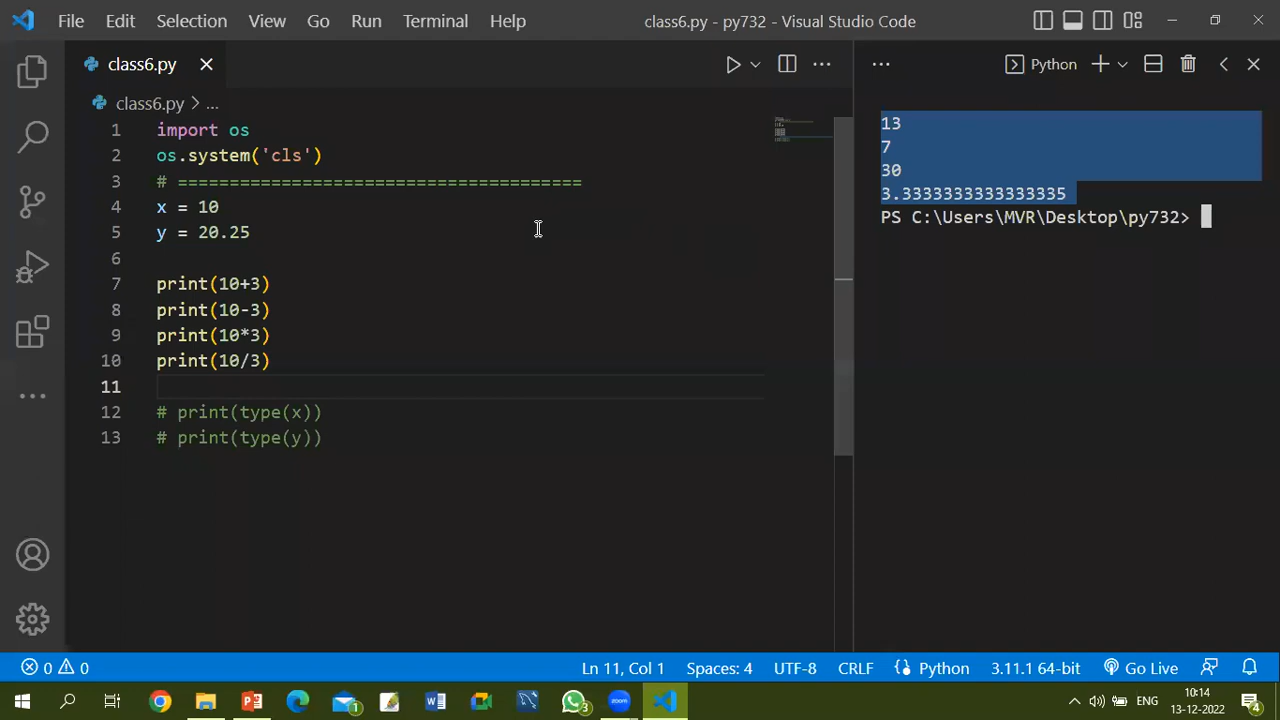 File Edit Selection View Go Run Terminal Help class6.py - py732 - Visual Studio Code
class6.py
class6.py > ...
1 import os
2 os.system('cls')
3 # =======================================
4 x = 10
5 y = 20.25
6
7 print(10+3)
8 print(10-3)
9 print(10*3)
10 print(10/3)
11
12 # print(type(x))
13 # print(type(y))
... Python
13
7
30
3.3333333333333335
PS C:\Users\MVR\Desktop\py732>
0 0 Ln 11, Col 1 Spaces: 4 UTF-8 CRLF Python 3.11.1 64-bit Go Live
1 3 zoom ENG 10:14
13-12-2022 4